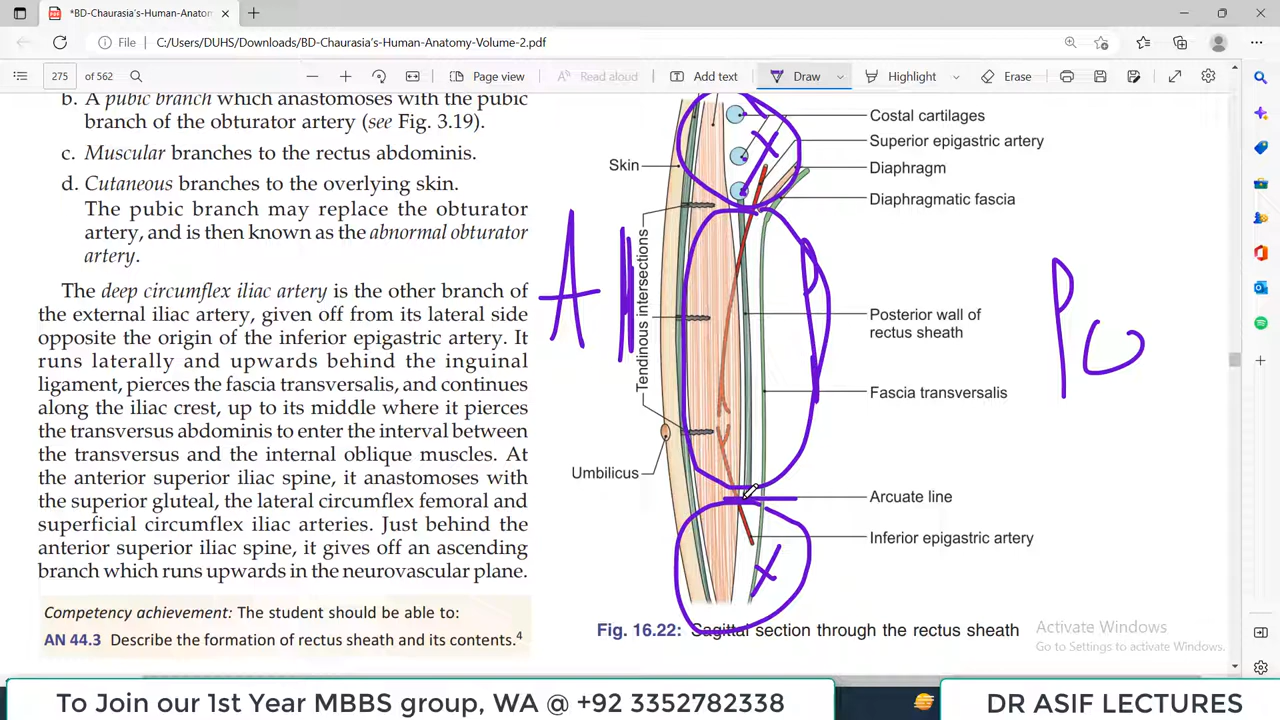 *BD-Chaurasia's-Human-Anatom
File
C:/Users/DUHS/Downloads/BD-Chaurasia's-Human-Anatomy-Volume-2.pdf
275
of 562
Page view
Read aloud
Add text
Draw
Highlight
Erase
b. A pubic branch which anastomoses with the pubic
branch of the obturator artery (see Fig. 3.19).
c. Muscular branches to the rectus abdominis.
d. Cutaneous branches to the overlying skin.
The pubic branch may replace the obturator
artery, and is then known as the abnormal obturator
artery.
The deep circumflex iliac artery is the other branch of
the external iliac artery, given off from its lateral side
opposite the origin of the inferior epigastric artery. It
runs laterally and upwards behind the inguinal
ligament, pierces the fascia transversalis, and continues
along the iliac crest, up to its middle where it pierces
the transversus abdominis to enter the interval between
the transversus and the internal oblique muscles. At
the anterior superior iliac spine, it anastomoses with
the superior gluteal, the lateral circumflex femoral and
superficial circumflex iliac arteries. Just behind the
anterior superior iliac spine, it gives off an ascending
branch which runs upwards in the neurovascular plane.
Competency achievement: The student should be able to:
AN 44.3 Describe the formation of rectus sheath and its contents.4
Skin
Tendinous intersections
Umbilicus
Costal cartilages
Superior epigastric artery
Diaphragm
Diaphragmatic fascia
Posterior wall of
rectus sheath
Fascia transversalis
Arcuate line
Inferior epigastric artery
A
Po
X
X
Fig. 16.22: Sagittal section through the rectus sheath
Activate Windows
Go to Settings to activate Windows.
To Join our 1st Year MBBS group, WA @ +92 3352782338
DR ASIF LECTURES